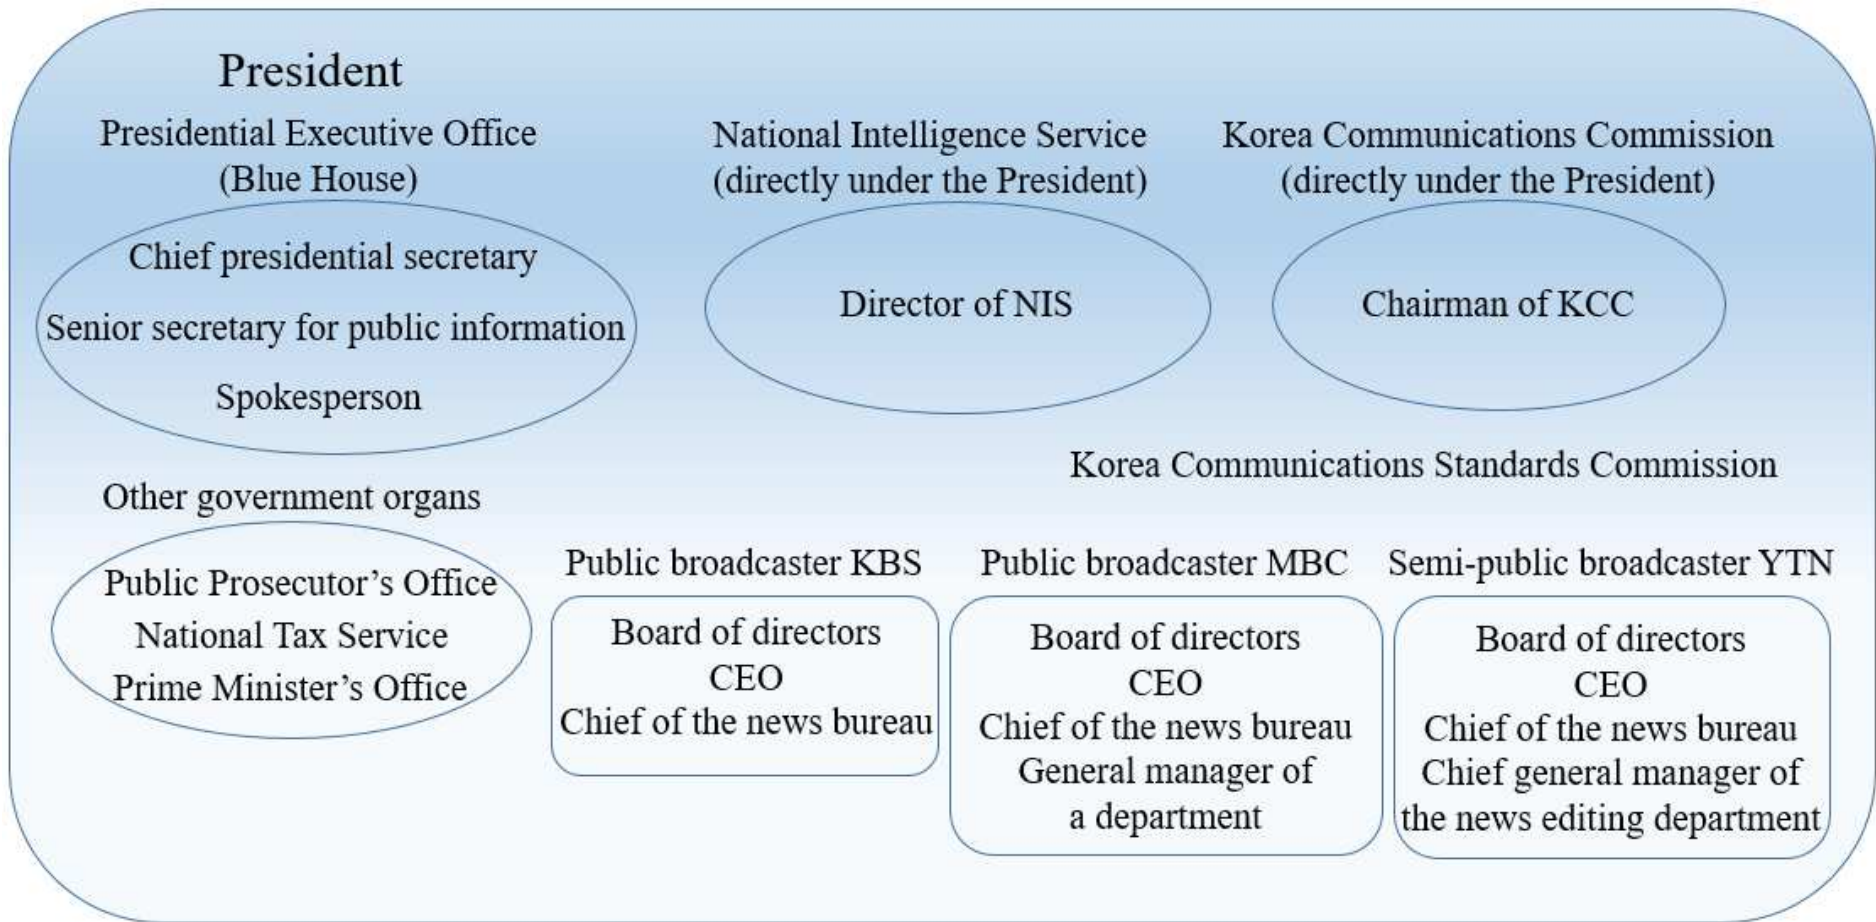 President
Presidential Executive Office
(Blue House)
Chief presidential secretary
Senior secretary for public information
Spokesperson
National Intelligence Service
(directly under the President)
Director of NIS
Korea Communications Commission
(directly under the President)
Chairman of KCC
Korea Communications Standards Commission
Other government organs
Public Prosecutor’s Office
National Tax Service
Prime Minister’s Office
Public broadcaster KBS
Board of directors
CEO
Chief of the news bureau
Public broadcaster MBC
Board of directors
CEO
Chief of the news bureau
General manager of
a department
Semi-public broadcaster YTN
Board of directors
CEO
Chief of the news bureau
Chief general manager of
the news editing department